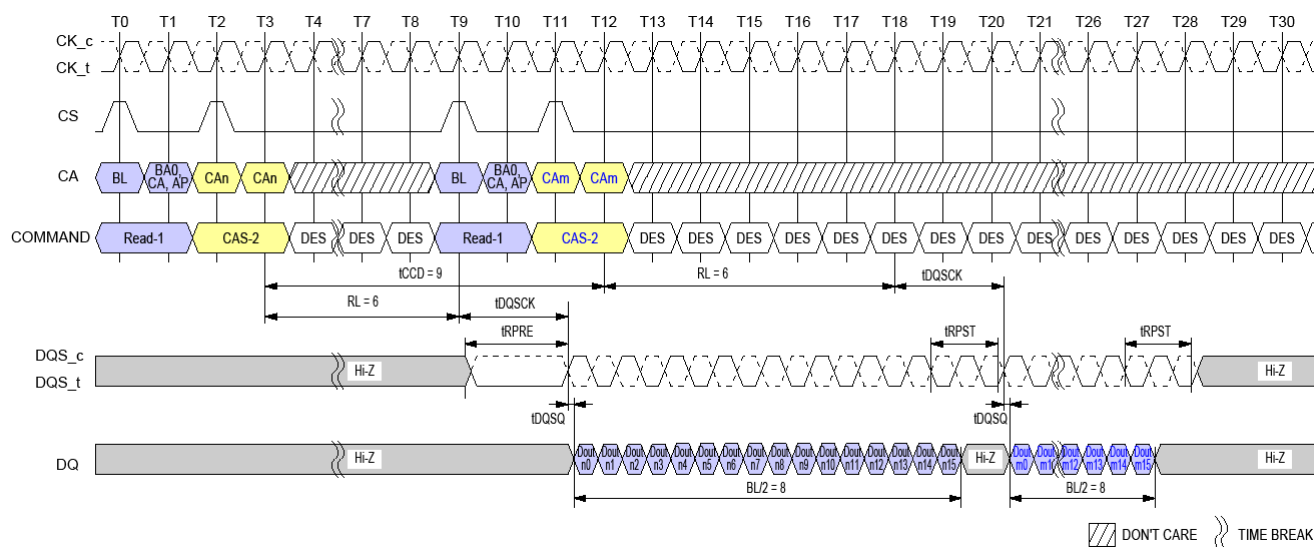 T0 T1 T2 T3 T4 T7 T8 T9 T10 T11 T12 T13 T14 T15 T16 T17 T18 T19 T20 T21 T26 T27 T28 T29 T30
CK_c
CK_t
CS
CA BL BA0, CA, AP CAn CAn BL BA0, CA, AP CAm CAm
COMMAND Read-1 CAS-2 DES DES DES Read-1 CAS-2 DES DES DES DES DES DES DES DES DES DES DES DES DES DES
tCCD = 9 RL = 6 tDQSCK
RL = 6 tDQSCK
tRPRE tRPST tRPST
DQS_c
DQS_t
Hi-Z Hi-Z
tDQSQ tDQSQ
DQ Hi-Z Dout n0 Dout n1 Dout n2 Dout n3 Dout n4 Dout n5 Dout n6 Dout n7 Dout n8 Dout n9 Dout n10 Dout n11 Dout n12 Dout n13 Dout n14 Dout n15 Hi-Z Dout m0 Dout m1 Dout m12 Dout m13 Dout m14 Dout m15 Hi-Z
BL/2 = 8 BL/2 = 8
DON'T CARE TIME BREAK